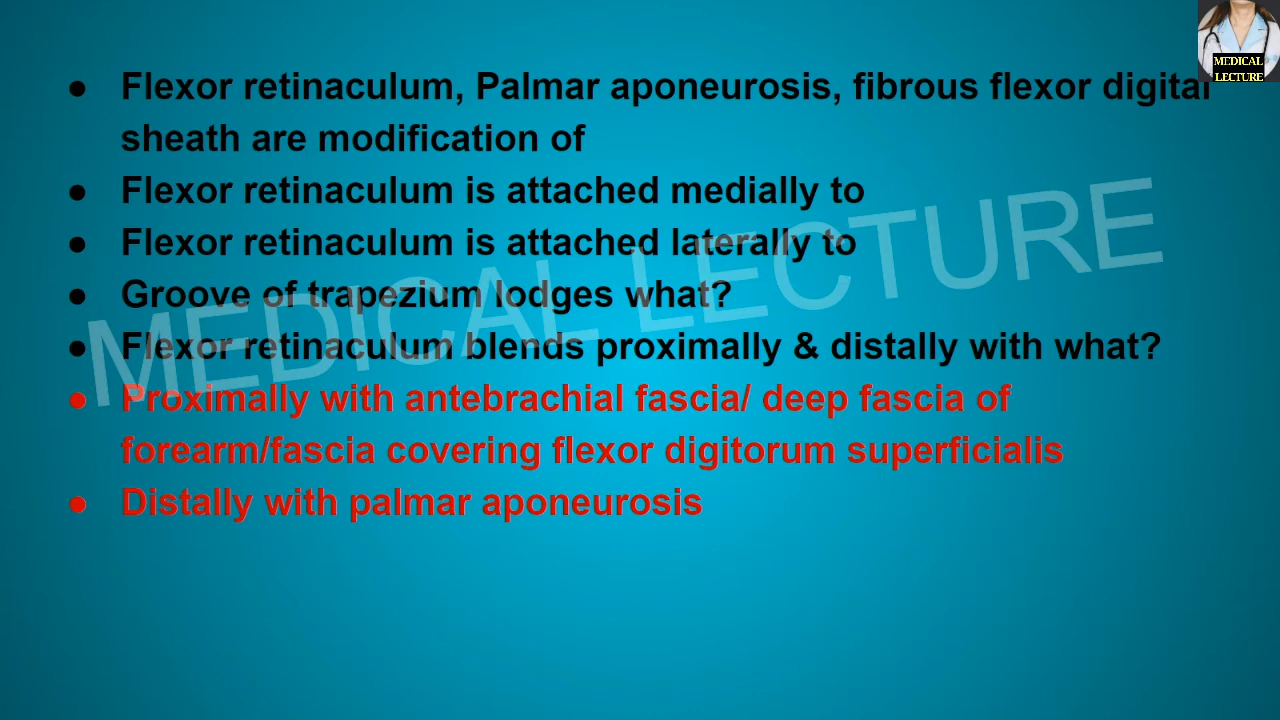 MEDICAL
LECTURE
● Flexor retinaculum, Palmar aponeurosis, fibrous flexor digital
sheath are modification of
● Flexor retinaculum is attached medially to
● Flexor retinaculum is attached laterally to
● Groove of trapezium lodges what?
● Flexor retinaculum blends proximally & distally with what?
● Proximally with antebrachial fascia/ deep fascia of
forearm/fascia covering flexor digitorum superficialis
● Distally with palmar aponeurosis
MEDICAL LECTURE